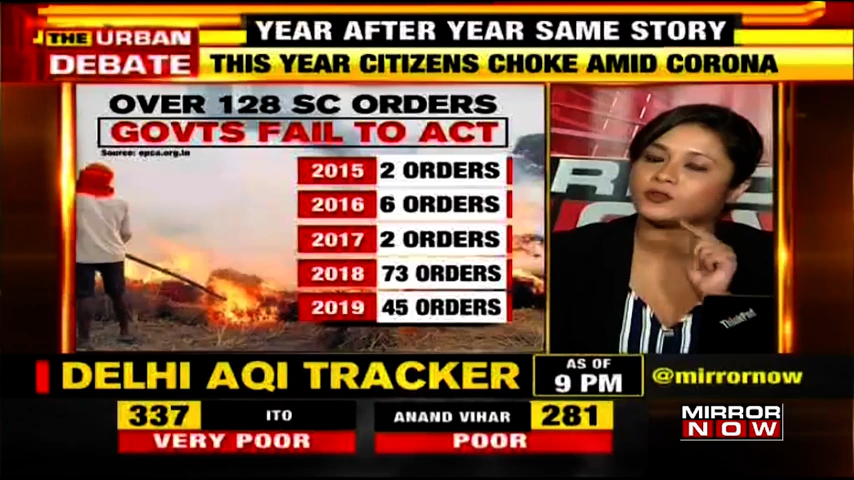 THE URBAN
DEBATE
YEAR AFTER YEAR SAME STORY
THIS YEAR CITIZENS CHOKE AMID CORONA
OVER 128 SC ORDERS
GOVTS FAIL TO ACT
Source: epca.org.in
2015 2 ORDERS
2016 6 ORDERS
2017 2 ORDERS
2018 73 ORDERS
2019 45 ORDERS
ThinkPad
DELHI AQI TRACKER
AS OF
9 PM
@mirrornow
337 ITO
VERY POOR
ANAND VIHAR 281
POOR
MIRROR
NOW